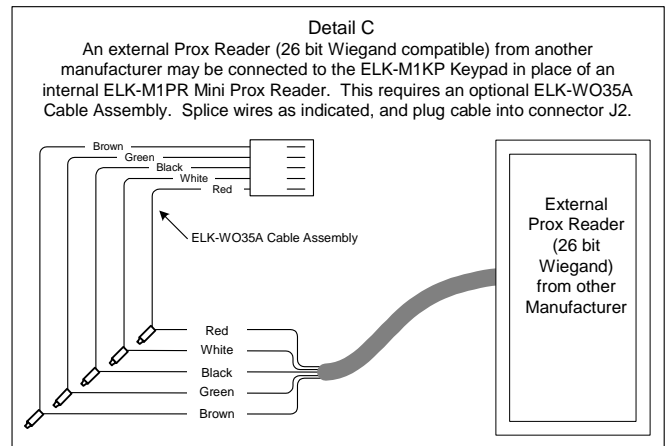 Detail C
An external Prox Reader (26 bit Wiegand compatible) from another
manufacturer may be connected to the ELK-M1KP Keypad in place of an
internal ELK-M1PR Mini Prox Reader. This requires an optional ELK-WO35A
Cable Assembly. Splice wires as indicated, and plug cable into connector J2.
Brown
Green
Black
White
Red
ELK-WO35A Cable Assembly
External
Prox Reader
(26 bit
Wiegand)
from other
Manufacturer
Red
White
Black
Green
Brown